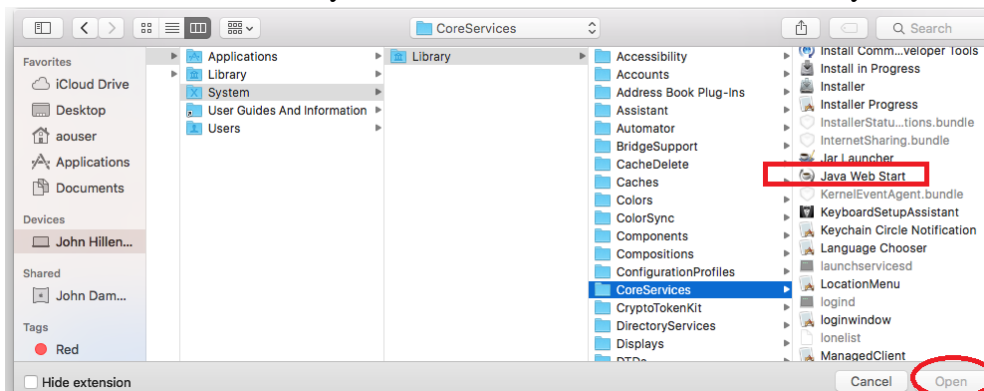 CoreServices
Search
Favorites
iCloud Drive
Desktop
aouser
Applications
Documents
Devices
John Hillen...
Shared
John Dam...
Tags
Red
Applications
Library
System
User Guides And Information
Users
Library
Accessibility
Accounts
Address Book Plug-Ins
Assistant
Automator
BridgeSupport
CacheDelete
Caches
Colors
ColorSync
Components
Compositions
ConfigurationProfiles
CoreServices
CryptoTokenKit
DirectoryServices
Displays
DTDs
Install Comm...veloper Tools
Install in Progress
Installer
Installer Progress
InstallerStatu...tions.bundle
InternetSharing.bundle
Jar Launcher
Java Web Start
KernelEventAgent.bundle
KeyboardSetupAssistant
Keychain Circle Notification
Language Chooser
launchservicesd
LocationMenu
logind
loginwindow
lonelist
ManagedClient
Hide extension
Cancel
Open